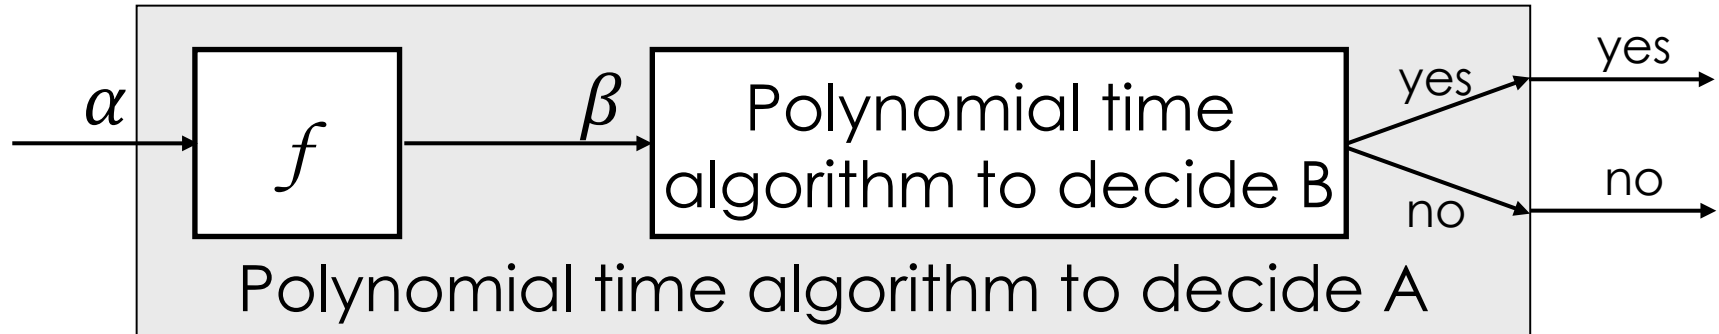 α
f
β
Polynomial time
algorithm to decide B
yes
no
yes
no
Polynomial time algorithm to decide A